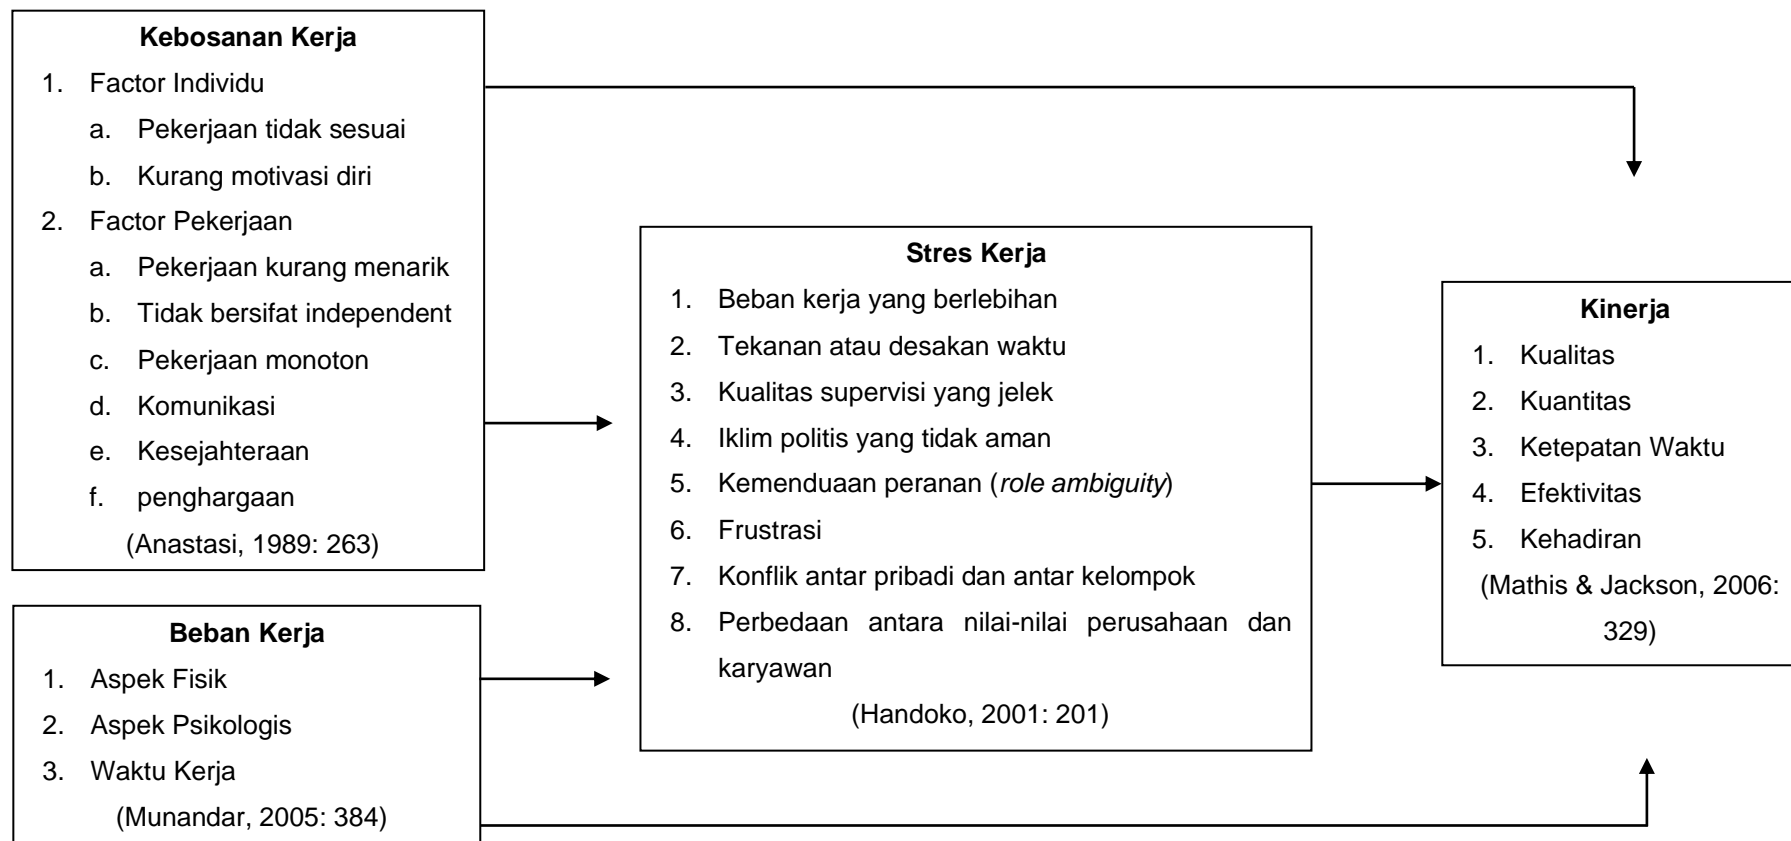 Kebosanan Kerja
1. Factor Individu
a. Pekerjaan tidak sesuai
b. Kurang motivasi diri
2. Factor Pekerjaan
a. Pekerjaan kurang menarik
b. Tidak bersifat independent
c. Pekerjaan monoton
d. Komunikasi
e. Kesejahteraan
f. penghargaan
(Anastasi, 1989: 263)
Beban Kerja
1. Aspek Fisik
2. Aspek Psikologis
3. Waktu Kerja
(Munandar, 2005: 384)
Stres Kerja
1. Beban kerja yang berlebihan
2. Tekanan atau desakan waktu
3. Kualitas supervisi yang jelek
4. Iklim politis yang tidak aman
5. Kemenduaan peranan (role ambiguity)
6. Frustrasi
7. Konflik antar pribadi dan antar kelompok
8. Perbedaan antara nilai-nilai perusahaan dan
karyawan
(Handoko, 2001: 201)
Kinerja
1. Kualitas
2. Kuantitas
3. Ketepatan Waktu
4. Efektivitas
5. Kehadiran
(Mathis & Jackson, 2006:
329)